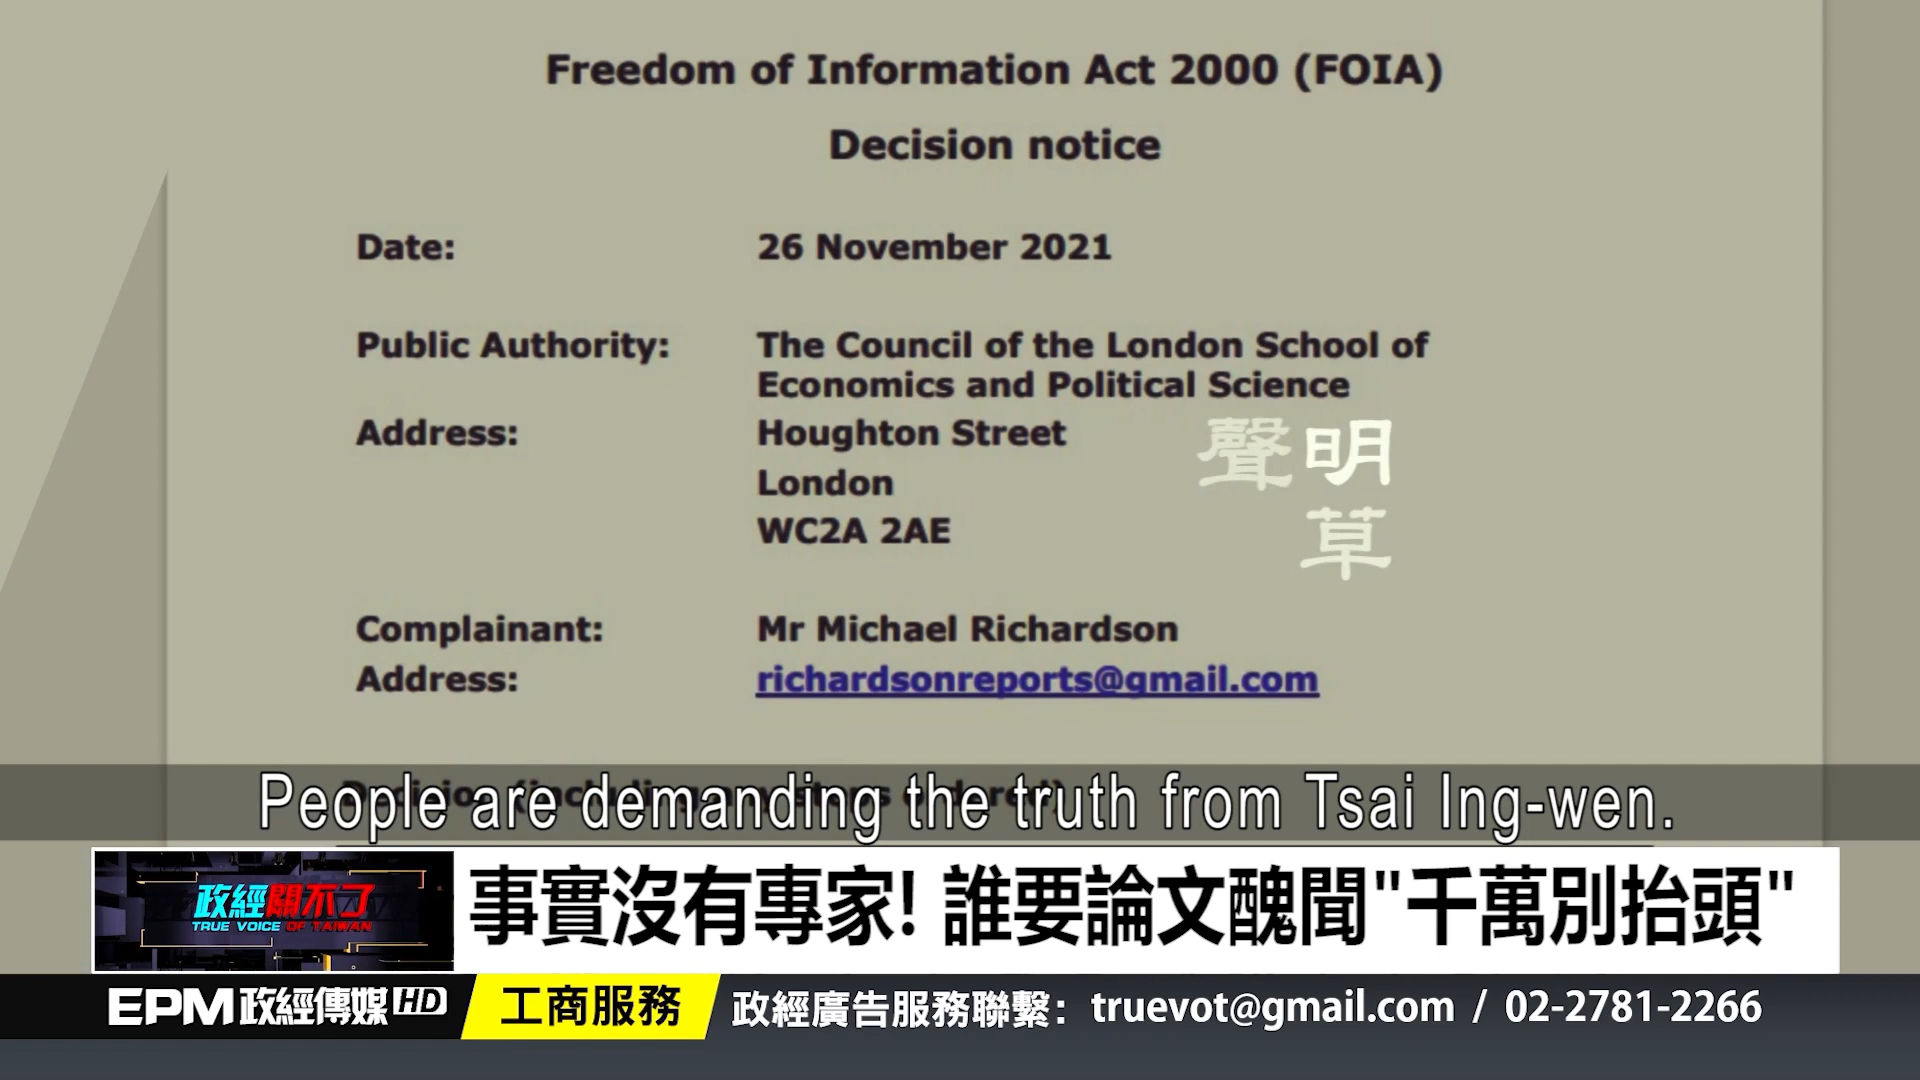 Freedom of Information Act 2000 (FOIA)
Decision notice
Date: 26 November 2021
Public Authority: The Council of the London School of
Economics and Political Science
Address: Houghton Street
London
WC2A 2AE
聲明
草
Complainant: Mr Michael Richardson
Address: richardsonreports@gmail.com
People are demanding the truth from Tsai Ing-wen.
政經關不了
TRUE VOICE OF TAIWAN
事實沒有專家! 誰要論文醜聞"千萬別抬頭"
EPM政經傳媒HD 工商服務 政經廣告服務聯繫: truevot@gmail.com / 02-2781-2266